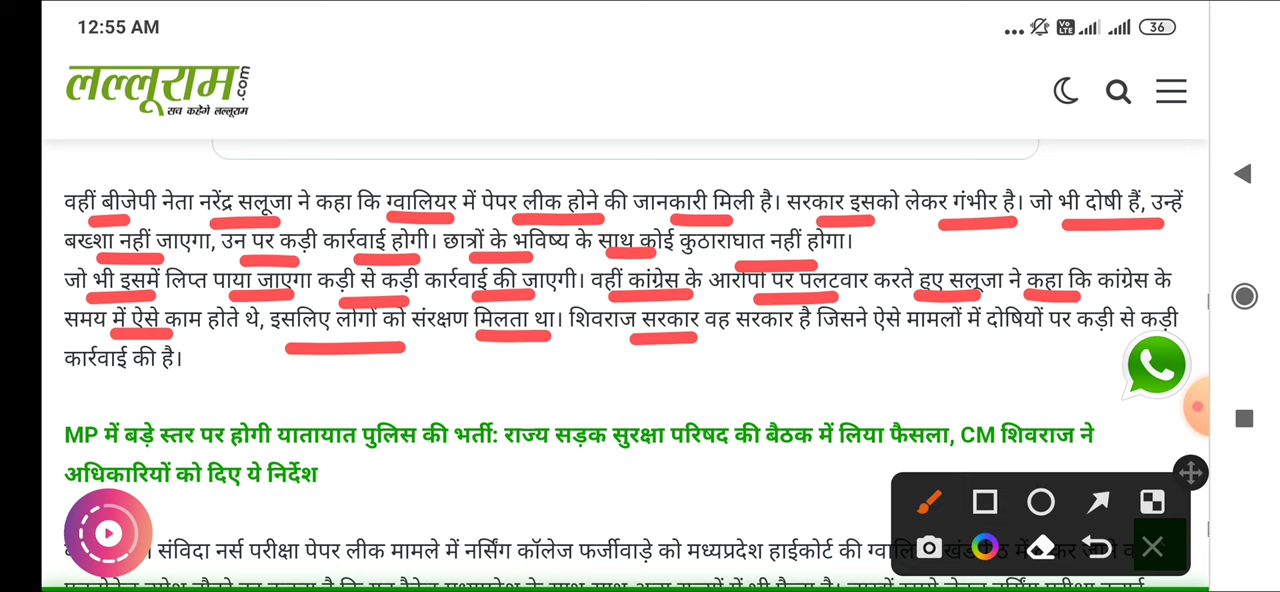 12:55 AM
Vo LTE
36
लल्लूराम.com
सच कहेंगे लल्लूराम
वहीं बीजेपी नेता नरेंद्र सलूजा ने कहा कि ग्वालियर में पेपर लीक होने की जानकारी मिली है। सरकार इसको लेकर गंभीर है। जो भी दोषी हैं, उन्हें
बख्शा नहीं जाएगा, उन पर कड़ी कार्रवाई होगी। छात्रों के भविष्य के साथ कोई कुठाराघात नहीं होगा।
जो भी इसमें लिप्त पाया जाएगा कड़ी से कड़ी कार्रवाई की जाएगी। वहीं कांग्रेस के आरोपों पर पलटवार करते हुए सलूजा ने कहा कि कांग्रेस के
समय में ऐसे काम होते थे, इसलिए लोगों को संरक्षण मिलता था। शिवराज सरकार वह सरकार है जिसने ऐसे मामलों में दोषियों पर कड़ी से कड़ी
कार्रवाई की है।
MP में बड़े स्तर पर होगी यातायात पुलिस की भर्ती: राज्य सड़क सुरक्षा परिषद की बैठक में लिया फैसला, CM शिवराज ने
अधिकारियों को दिए ये निर्देश
संविदा नर्स परीक्षा पेपर लीक मामले में नर्सिंग कॉलेज फर्जीवाड़े को मध्यप्रदेश हाईकोर्ट की